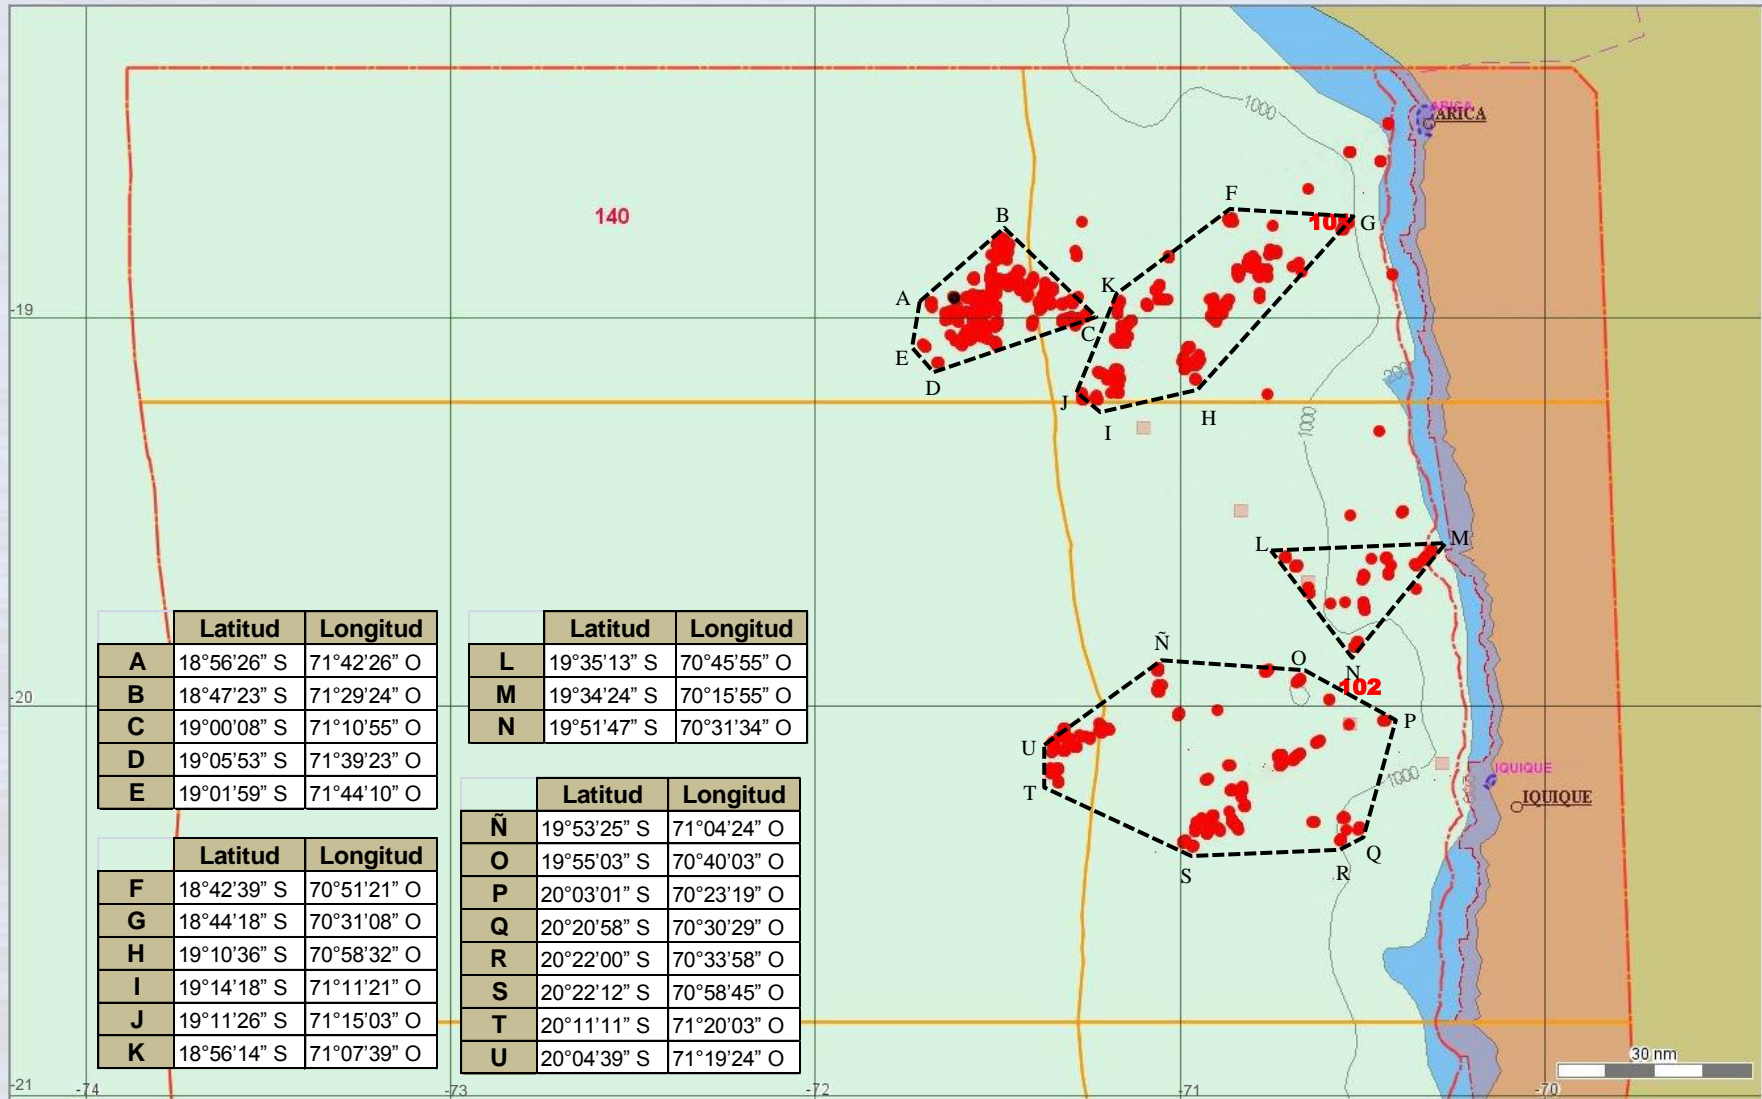 1000
ARICA
ARICA
140
F
B
G
K
A
-19
C
E
D
200
J
H
I
1000
L
M
Latitud Longitud
A 18°56'26” S 71°42'26” O
B 18°47'23” S 71°29'24” O
C 19°00'08” S 71°10'55” O
D 19°05'53” S 71°39'23” O
E 19°01'59” S 71°44'10” O
Latitud Longitud
L 19°35'13” S 70°45'55” O
M 19°34'24” S 70°15'55” O
N 19°51'47” S 70°31'34” O
Ñ
O
N
102
-20
P
U
T
1000
IQUIQUE
IQUIQUE
Latitud Longitud
F 18°42'39” S 70°51'21” O
G 18°44'18” S 70°31'08” O
H 19°10'36” S 70°58'32” O
I 19°14'18” S 71°11'21” O
J 19°11'26” S 71°15'03” O
K 18°56'14” S 71°07'39” O
Latitud Longitud
Ñ 19°53'25” S 71°04'24” O
O 19°55'03” S 70°40'03” O
P 20°03'01” S 70°23'19” O
Q 20°20'58” S 70°30'29” O
R 20°22'00” S 70°33'58” O
S 20°22'12” S 70°58'45” O
T 20°11'11” S 71°20'03” O
U 20°04'39” S 71°19'24” O
Q
R
S
30 nm
-21
-74
-73
-72
-71
-70